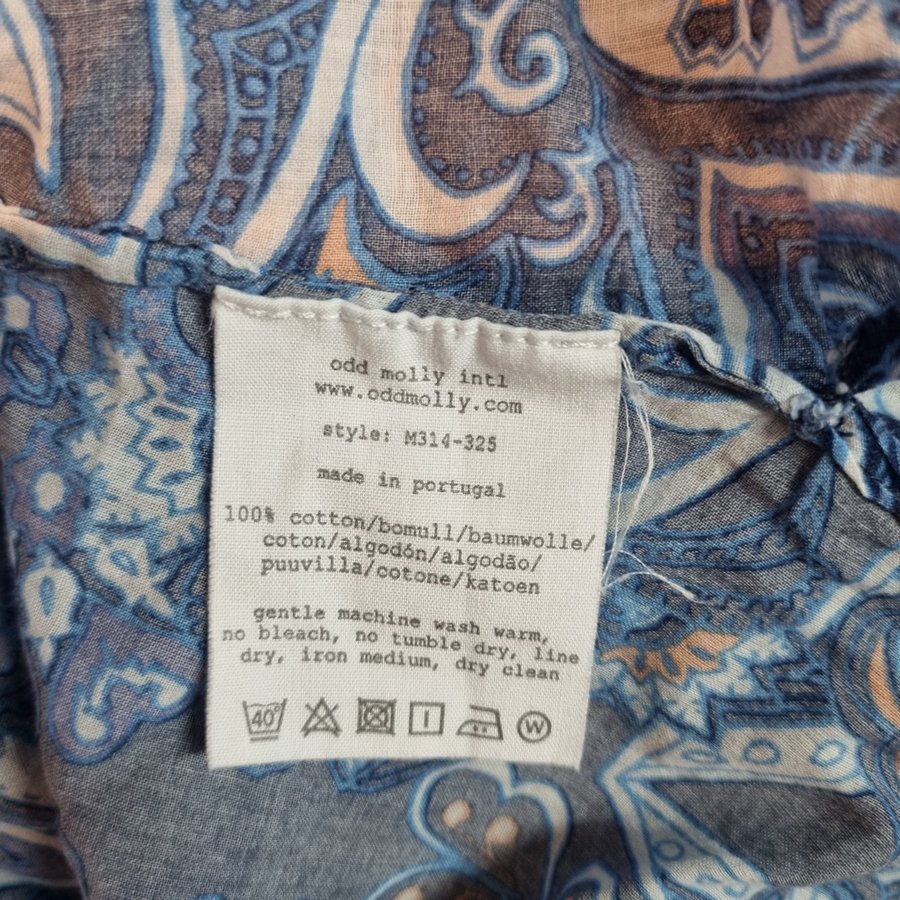 odd molly intl
www.oddmolly.com
style: M314-325
made in portugal
100% cotton/bomull/baumwolle/
coton/algodón/algodão/
puuvilla/cotone/katoen
gentle machine wash warm,
no bleach, no tumble dry, line
dry, iron medium, dry clean
40° W